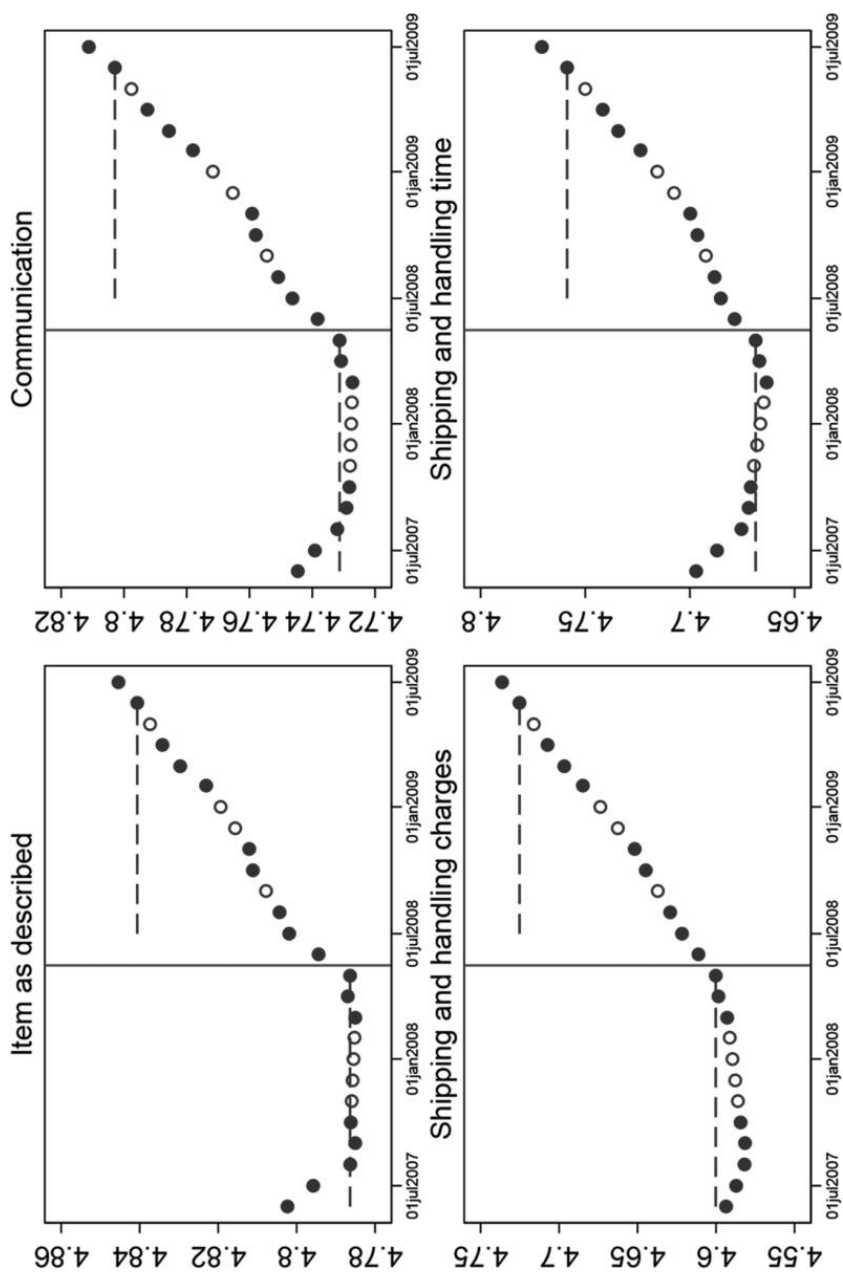 Item as described
4.86
4.84
4.82
4.8
4.78
01jul2007
01jan2008
01jul2008
01jan2009
01jul2009
Communication
4.82
4.8
4.78
4.76
4.74
4.72
01jul2007
01jan2008
01jul2008
01jan2009
01jul2009
Shipping and handling charges
4.75
4.7
4.65
4.6
4.55
01jul2007
01jan2008
01jul2008
01jan2009
01jul2009
Shipping and handling time
4.8
4.75
4.7
4.65
01jul2007
01jan2008
01jul2008
01jan2009
01jul2009